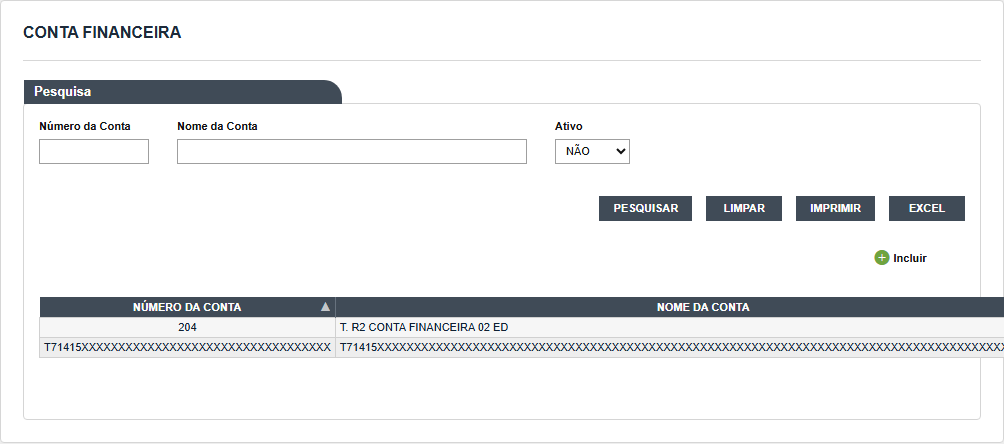 CONTA FINANCEIRA
Pesquisa
Número da Conta Nome da Conta Ativo
NÃO
PESQUISAR LIMPAR IMPRIMIR EXCEL
Incluir
NÚMERO DA CONTA NOME DA CONTA
204 T. R2 CONTA FINANCEIRA 02 ED